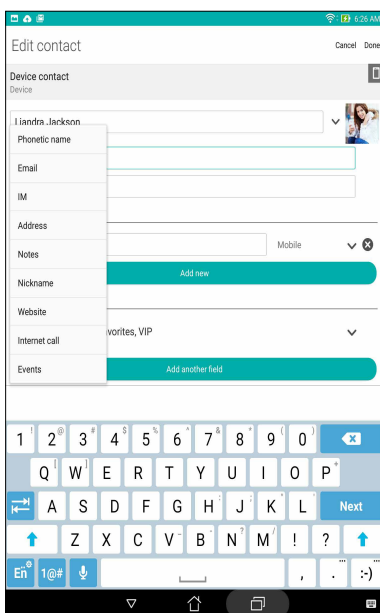 6:26 AM
Edit contact
Cancel Done
Device contact
Device
Liandra Jackson
Phonetic name
Email
IM
Address
Notes
Mobile
Nickname
Add new
Website
vorites, VIP
Internet call
Events
Add another field
1 ! 2 @ 3 # 4 $ 5 % 6 ^ 7 & 8 * 9 ( 0 )
Q W E R T Y U I O P
A S D F G H J K L Next
Z X C V B N M ! ?
En 1@# , . :-)